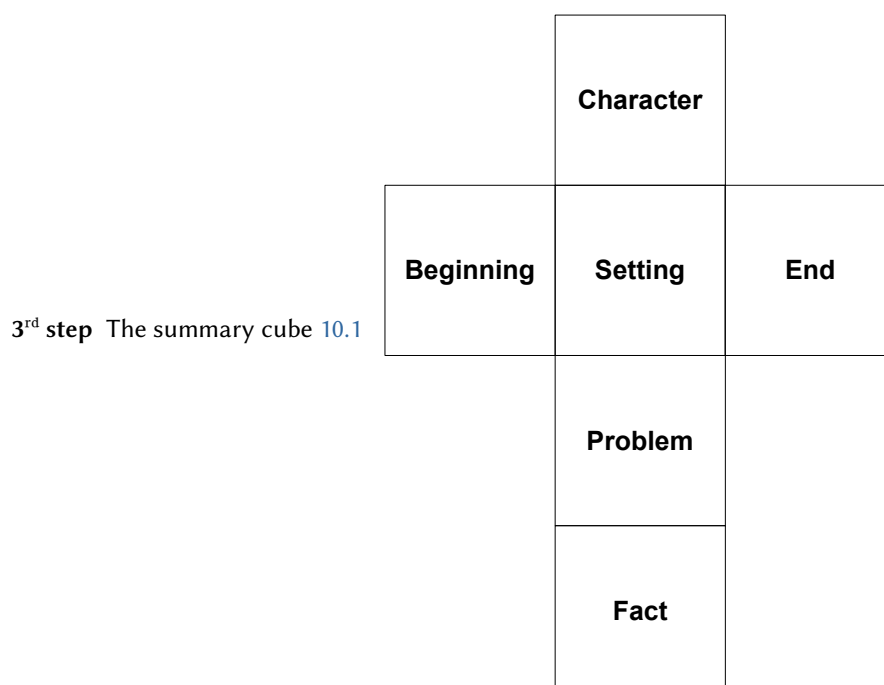 Character
Beginning Setting End
3rd step The summary cube 10.1
Problem
Fact